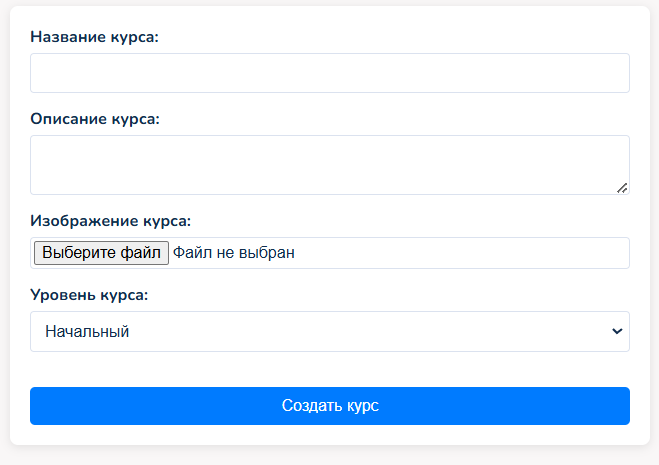 Название курса:
Описание курса:
Изображение курса:
Выберите файл Файл не выбран
Уровень курса:
Начальный
Создать курс